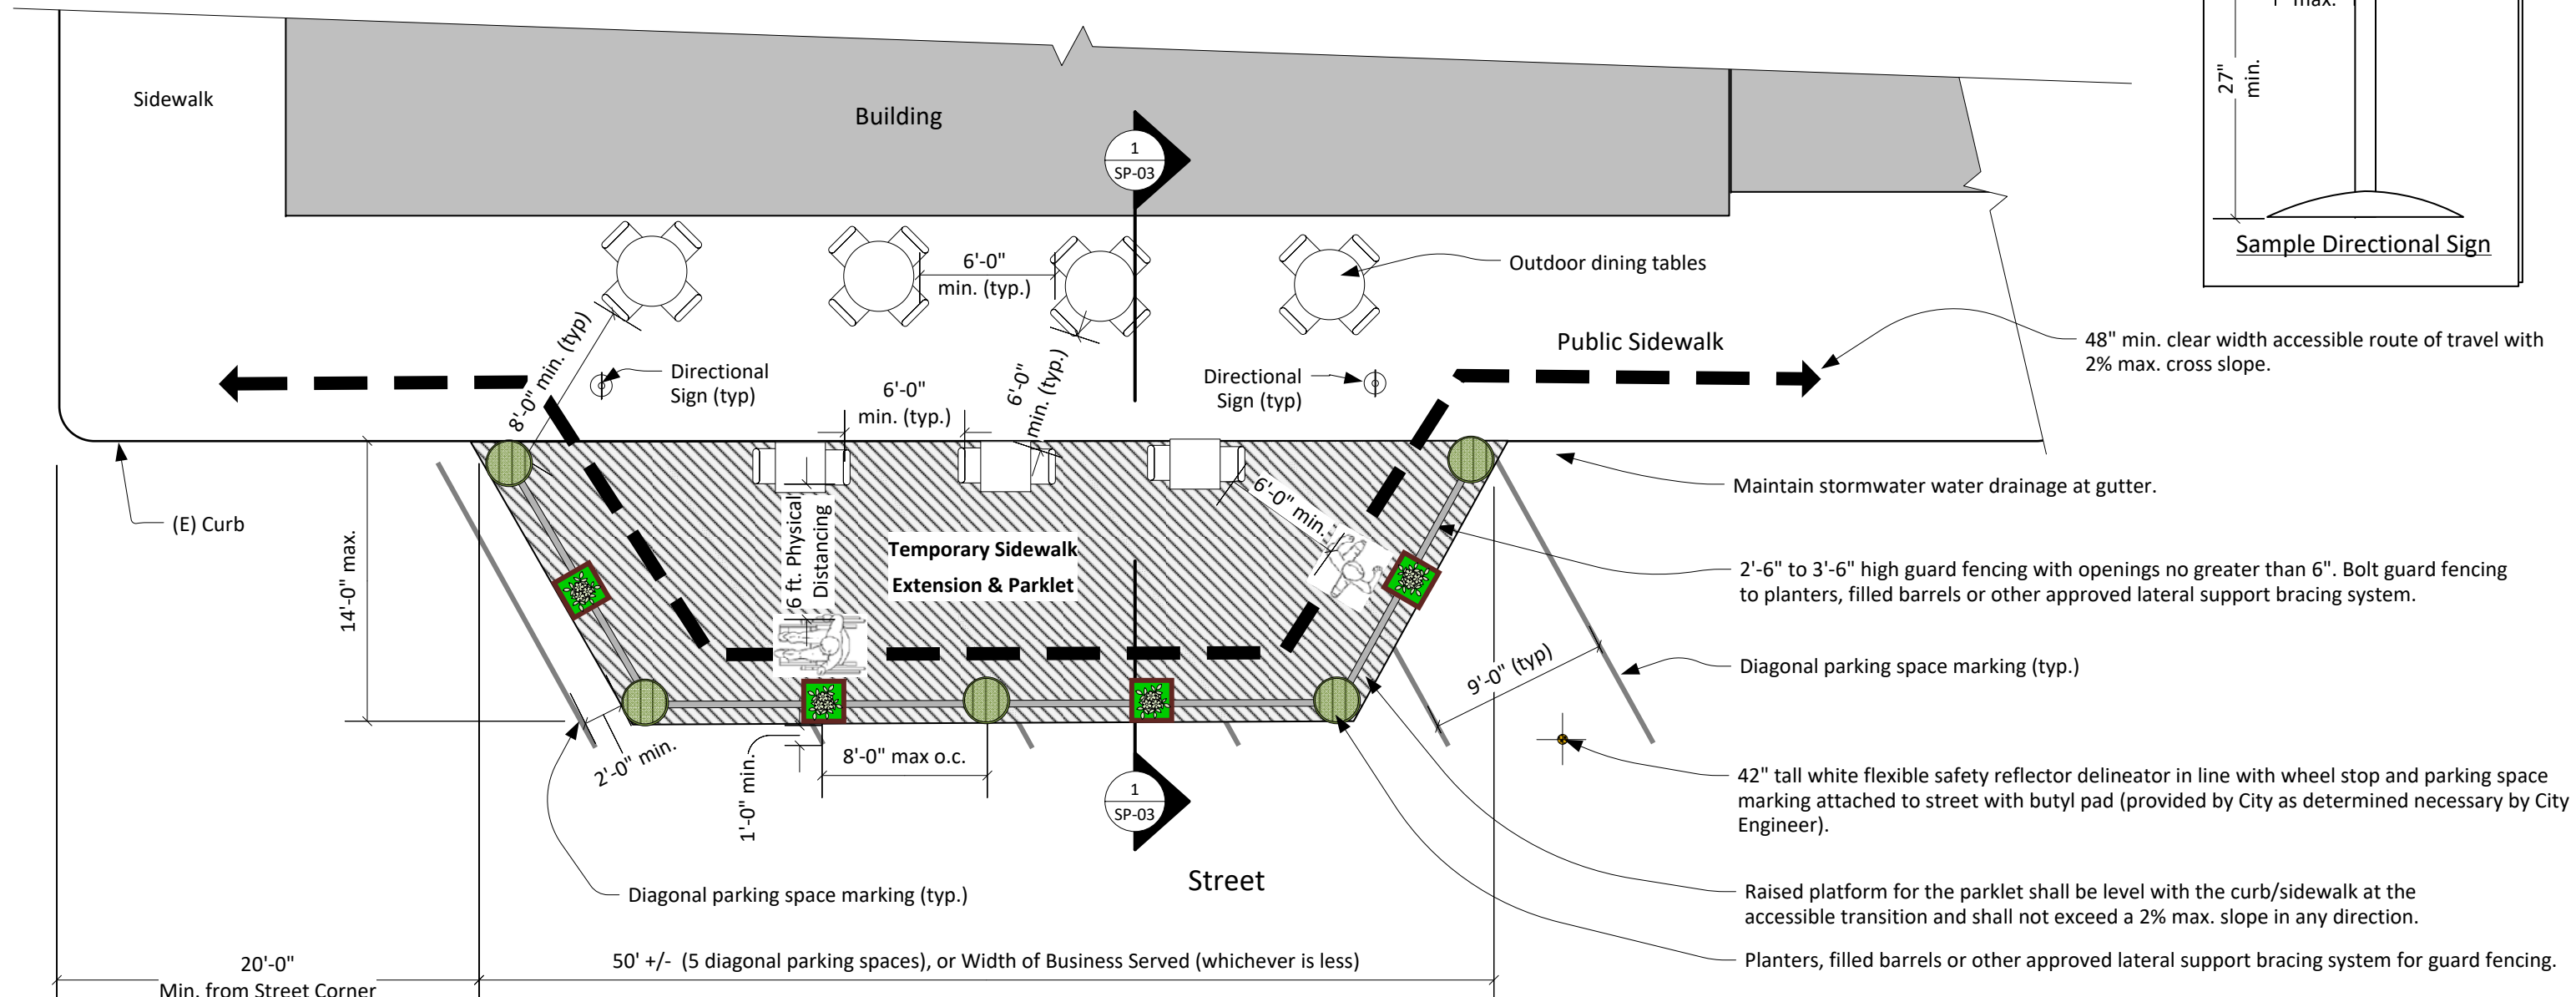 max.
27"
min.
Sample Directional Sign
Sidewalk
Building
1
SP-03
6'-0"
min. (typ.)
Outdoor dining tables
8'-0" min. (typ)
Directional
Sign (typ)
6'-0"
min. (typ.)
6'-0"
min. (typ.)
Directional
Sign (typ)
Public Sidewalk
48" min. clear width accessible route of travel with
2% max. cross slope.
(E) Curb
14'-0" max.
6 ft. Physical
Distancing
Temporary Sidewalk
Extension & Parklet
6'-0" min.
Maintain stormwater water drainage at gutter.
2'-6" to 3'-6" high guard fencing with openings no greater than 6". Bolt guard fencing
to planters, filled barrels or other approved lateral support bracing system.
Diagonal parking space marking (typ.)
9'-0" (typ)
2'-0" min.
1'-0" min.
8'-0" max o.c.
1
SP-03
42" tall white flexible safety reflector delineator in line with wheel stop and parking space
marking attached to street with butyl pad (provided by City as determined necessary by City
Engineer).
Street
Diagonal parking space marking (typ.)
Raised platform for the parklet shall be level with the curb/sidewalk at the
accessible transition and shall not exceed a 2% max. slope in any direction.
Planters, filled barrels or other approved lateral support bracing system for guard fencing.
20'-0"
Min. from Street Corner
50' +/- (5 diagonal parking spaces), or Width of Business Served (whichever is less)